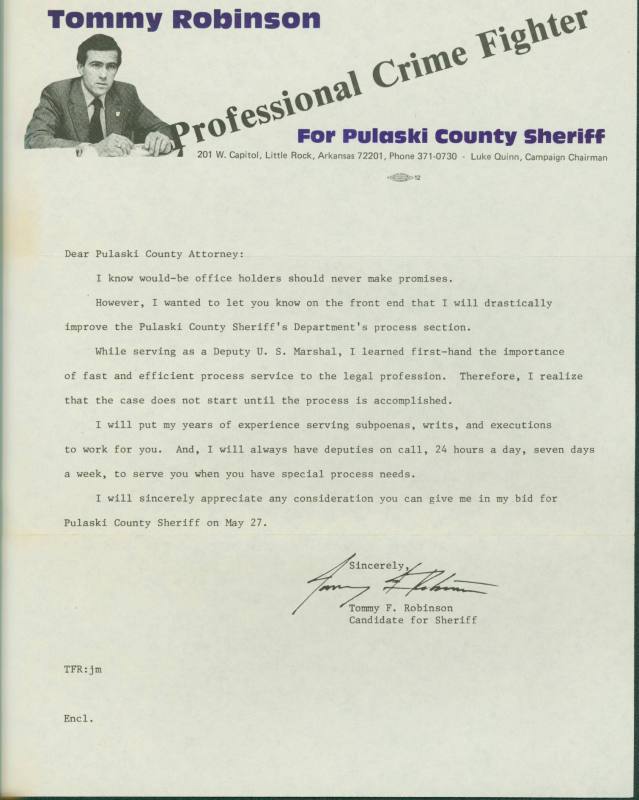 Tommy Robinson
Professional Crime Fighter
For Pulaski County Sheriff
201 W. Capitol, Little Rock, Arkansas 72201, Phone 371-0730 - Luke Quinn, Campaign Chairman
12
Dear Pulaski County Attorney:
I know would-be office holders should never make promises.
However, I wanted to let you know on the front end that I will drastically
improve the Pulaski County Sheriff's Department's process section.
While serving as a Deputy U. S. Marshal, I learned first-hand the importance
of fast and efficient process service to the legal profession. Therefore, I realize
that the case does not start until the process is accomplished.
I will put my years of experience serving subpoenas, writs, and executions
to work for you. And, I will always have deputies on call, 24 hours a day, seven days
a week, to serve you when you have special process needs.
I will sincerely appreciate any consideration you can give me in my bid for
Pulaski County Sheriff on May 27.
Sincerely,
Tommy F. Robinson
Tommy F. Robinson
Candidate for Sheriff
TFR:jm
Encl.